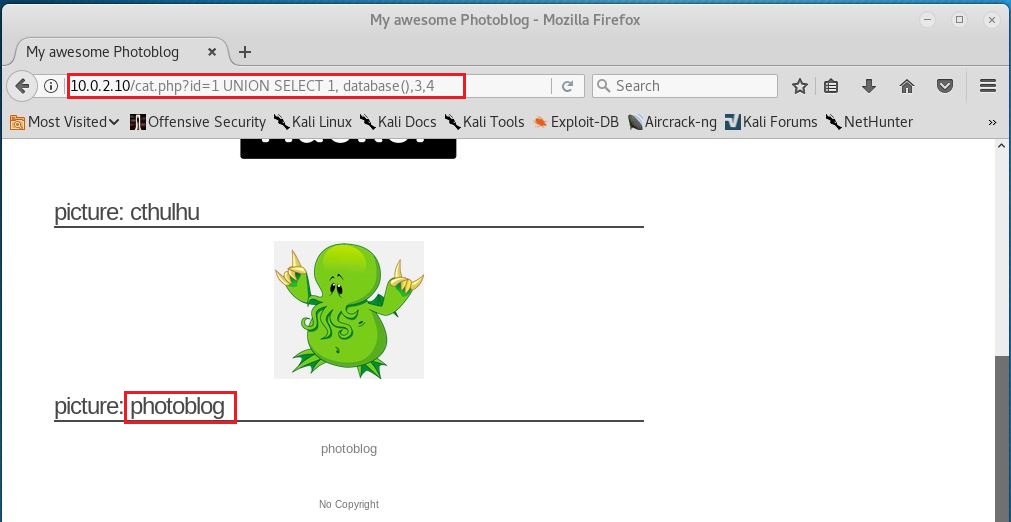 My awesome Photoblog - Mozilla Firefox
My awesome Photoblog
10.0.2.10/cat.php?id=1 UNION SELECT 1, database(),3,4
Search
Most Visited Offensive Security Kali Linux Kali Docs Kali Tools Exploit-DB Aircrack-ng Kali Forums NetHunter »
picture: cthulhu
picture: photoblog
photoblog
No Copyright